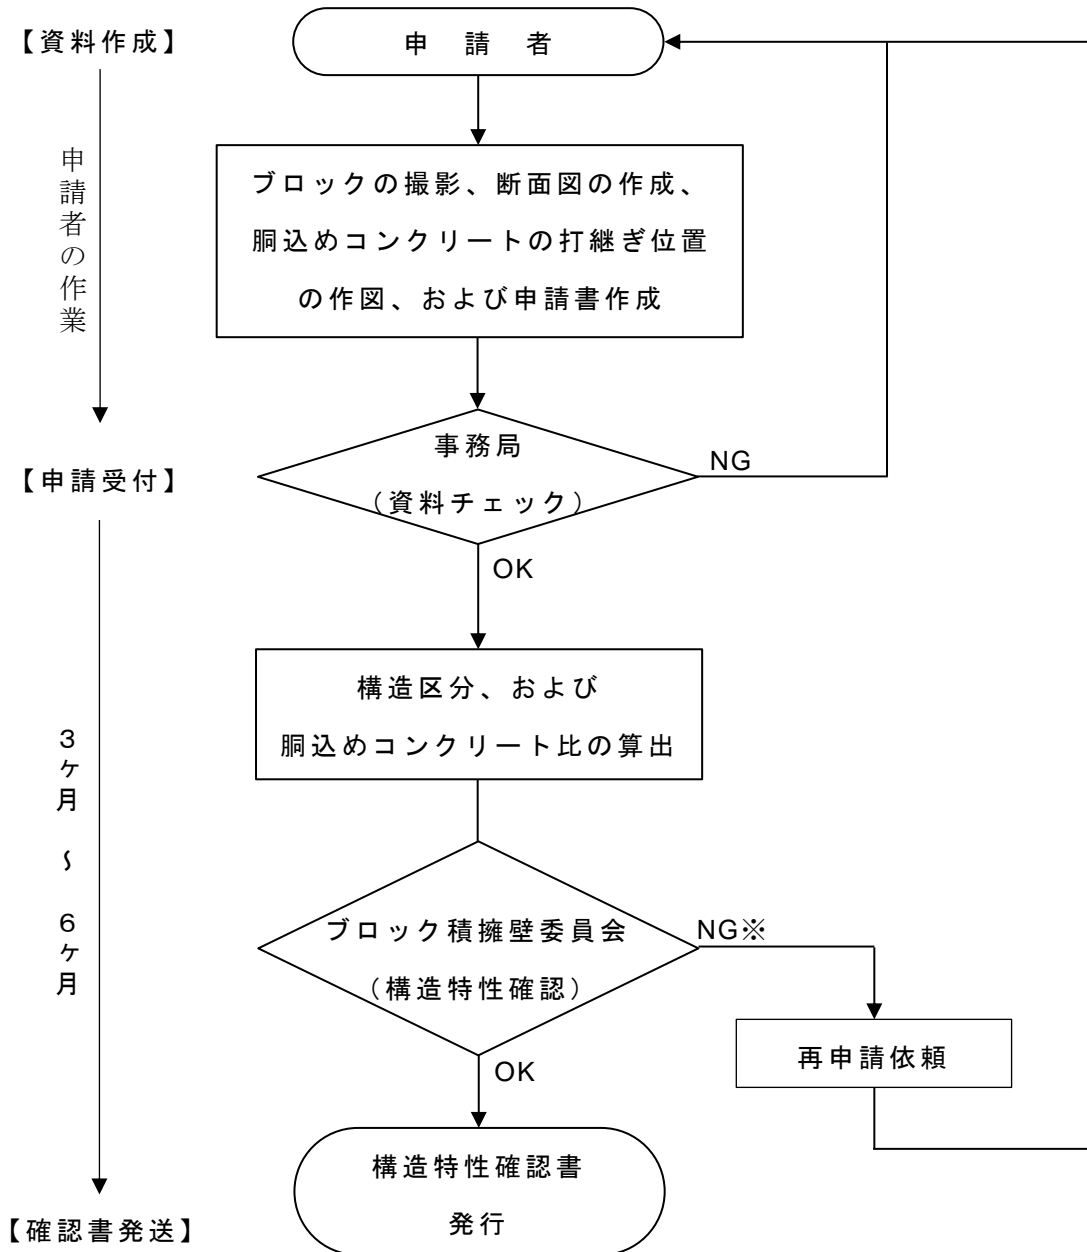 【資料作成】
申　請　者
申請者の作業
ブロックの撮影、断面図の作成、
胴込めコンクリートの打継ぎ位置
の作図、および申請書作成
事務局
（資料チェック）
NG
【申請受付】
OK
構造区分、および
胴込めコンクリート比の算出
3ヶ月 ～ 6ヶ月
ブロック積擁壁委員会
（構造特性確認）
NG※
再申請依頼
OK
構造特性確認書
発行
【確認書発送】